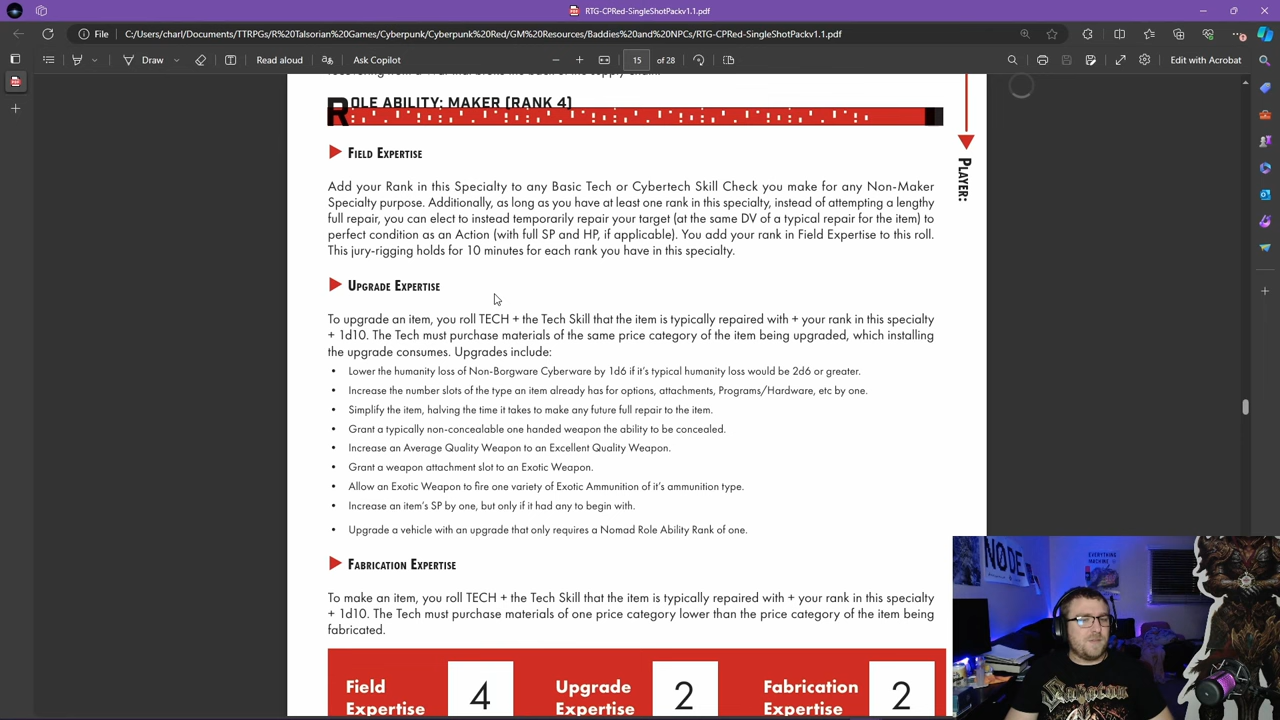 RTG-CPRed-SingleShotPackv1.1.pdf
File C:/Users/charl/Documents/TTRPGs/R%20Talsorian%20Games/Cyberpunk/Cyberpunk%20Red/GM%20Resources/Baddies%20and%20NPCs/RTG-CPRed-SingleShotPackv1.1.pdf
Draw Read aloud Ask Copilot 15 of 28 Edit with Acrobat
ROLE ABILITY: MAKER [RANK 4]
PLAYER:
FIELD EXPERTISE
Add your Rank in this Specialty to any Basic Tech or Cybertech Skill Check you make for any Non-Maker
Specialty purpose. Additionally, as long as you have at least one rank in this specialty, instead of attempting a lengthy
full repair, you can elect to instead temporarily repair your target (at the same DV of a typical repair for the item) to
perfect condition as an Action (with full SP and HP, if applicable). You add your rank in Field Expertise to this roll.
This jury-rigging holds for 10 minutes for each rank you have in this specialty.
UPGRADE EXPERTISE
To upgrade an item, you roll TECH + the Tech Skill that the item is typically repaired with + your rank in this specialty
+ 1d10. The Tech must purchase materials of the same price category of the item being upgraded, which installing
the upgrade consumes. Upgrades include:
• Lower the humanity loss of Non-Borgware Cyberware by 1d6 if it's typical humanity loss would be 2d6 or greater.
• Increase the number slots of the type an item already has for options, attachments, Programs/Hardware, etc by one.
• Simplify the item, halving the time it takes to make any future full repair to the item.
• Grant a typically non-concealable one handed weapon the ability to be concealed.
• Increase an Average Quality Weapon to an Excellent Quality Weapon.
• Grant a weapon attachment slot to an Exotic Weapon.
• Allow an Exotic Weapon to fire one variety of Exotic Ammunition of it's ammunition type.
• Increase an item's SP by one, but only if it had any to begin with.
• Upgrade a vehicle with an upgrade that only requires a Nomad Role Ability Rank of one.
FABRICATION EXPERTISE
To make an item, you roll TECH + the Tech Skill that the item is typically repaired with + your rank in this specialty
+ 1d10. The Tech must purchase materials of one price category lower than the price category of the item being
fabricated.
Field Expertise 4
Upgrade Expertise 2
Fabrication Expertise 2
NØDE
EVERYTHING
MACHINE
Sabaton